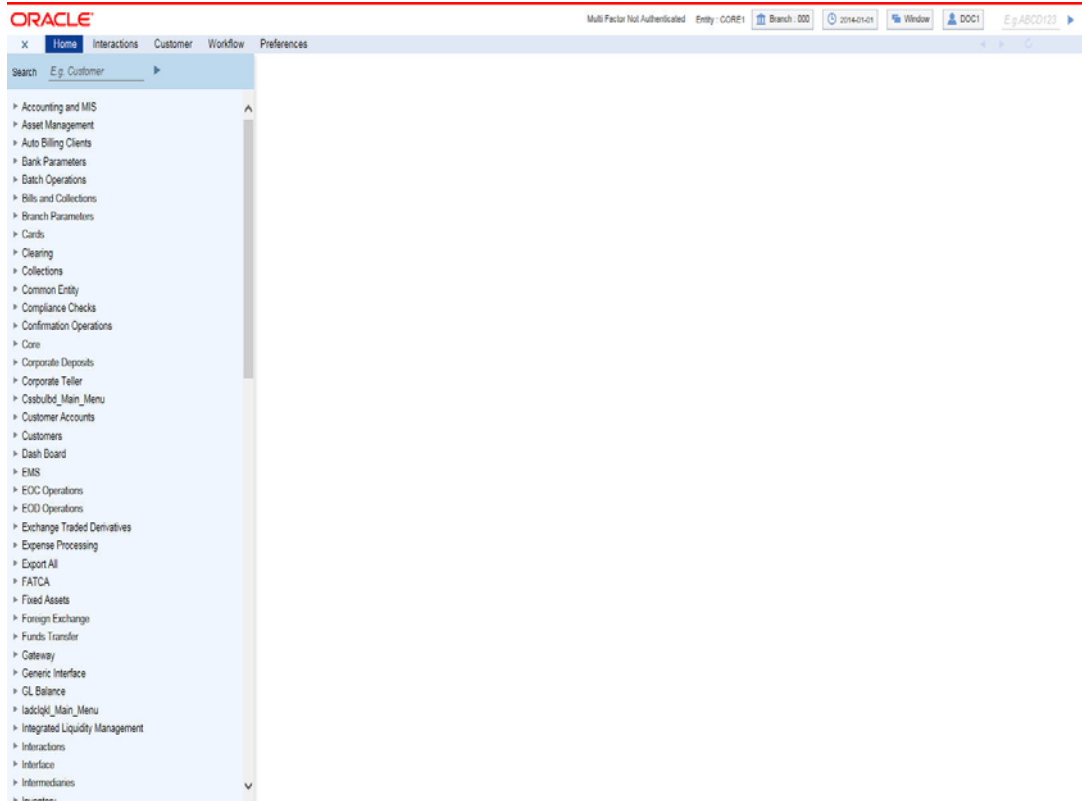 ORACLE
Multi Factor Not Authenticated Entity : CORE1 Branch : 000 2014-01-01 Window DOC1 E.g.ABCD123
X Home Interactions Customer Workflow Preferences
Search E.g. Customer
Accounting and MIS
Asset Management
Auto Billing Clients
Bank Parameters
Batch Operations
Bills and Collections
Branch Parameters
Cards
Clearing
Collections
Common Entity
Compliance Checks
Confirmation Operations
Core
Corporate Deposits
Corporate Teller
Cssbulbd_Main_Menu
Customer Accounts
Customers
Dash Board
EMS
EOC Operations
EOD Operations
Exchange Traded Derivatives
Expense Processing
Export All
FATCA
Fixed Assets
Foreign Exchange
Funds Transfer
Gateway
Generic Interface
GL Balance
Iadclqkl_Main_Menu
Integrated Liquidity Management
Interactions
Interface
Intermediaries
Inventory